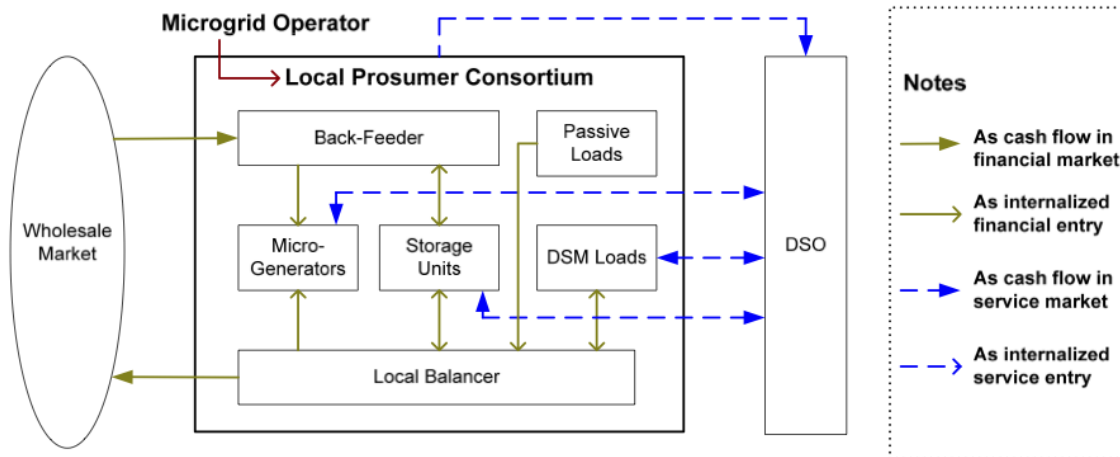 Microgrid Operator
Local Prosumer Consortium
Back-Feeder
Passive
Loads
Wholesale
Market
Micro-
Generators
Storage
Units
DSM Loads
DSO
Local Balancer
Notes
As cash flow in
financial market
As internalized
financial entry
As cash flow in
service market
As internalized
service entry